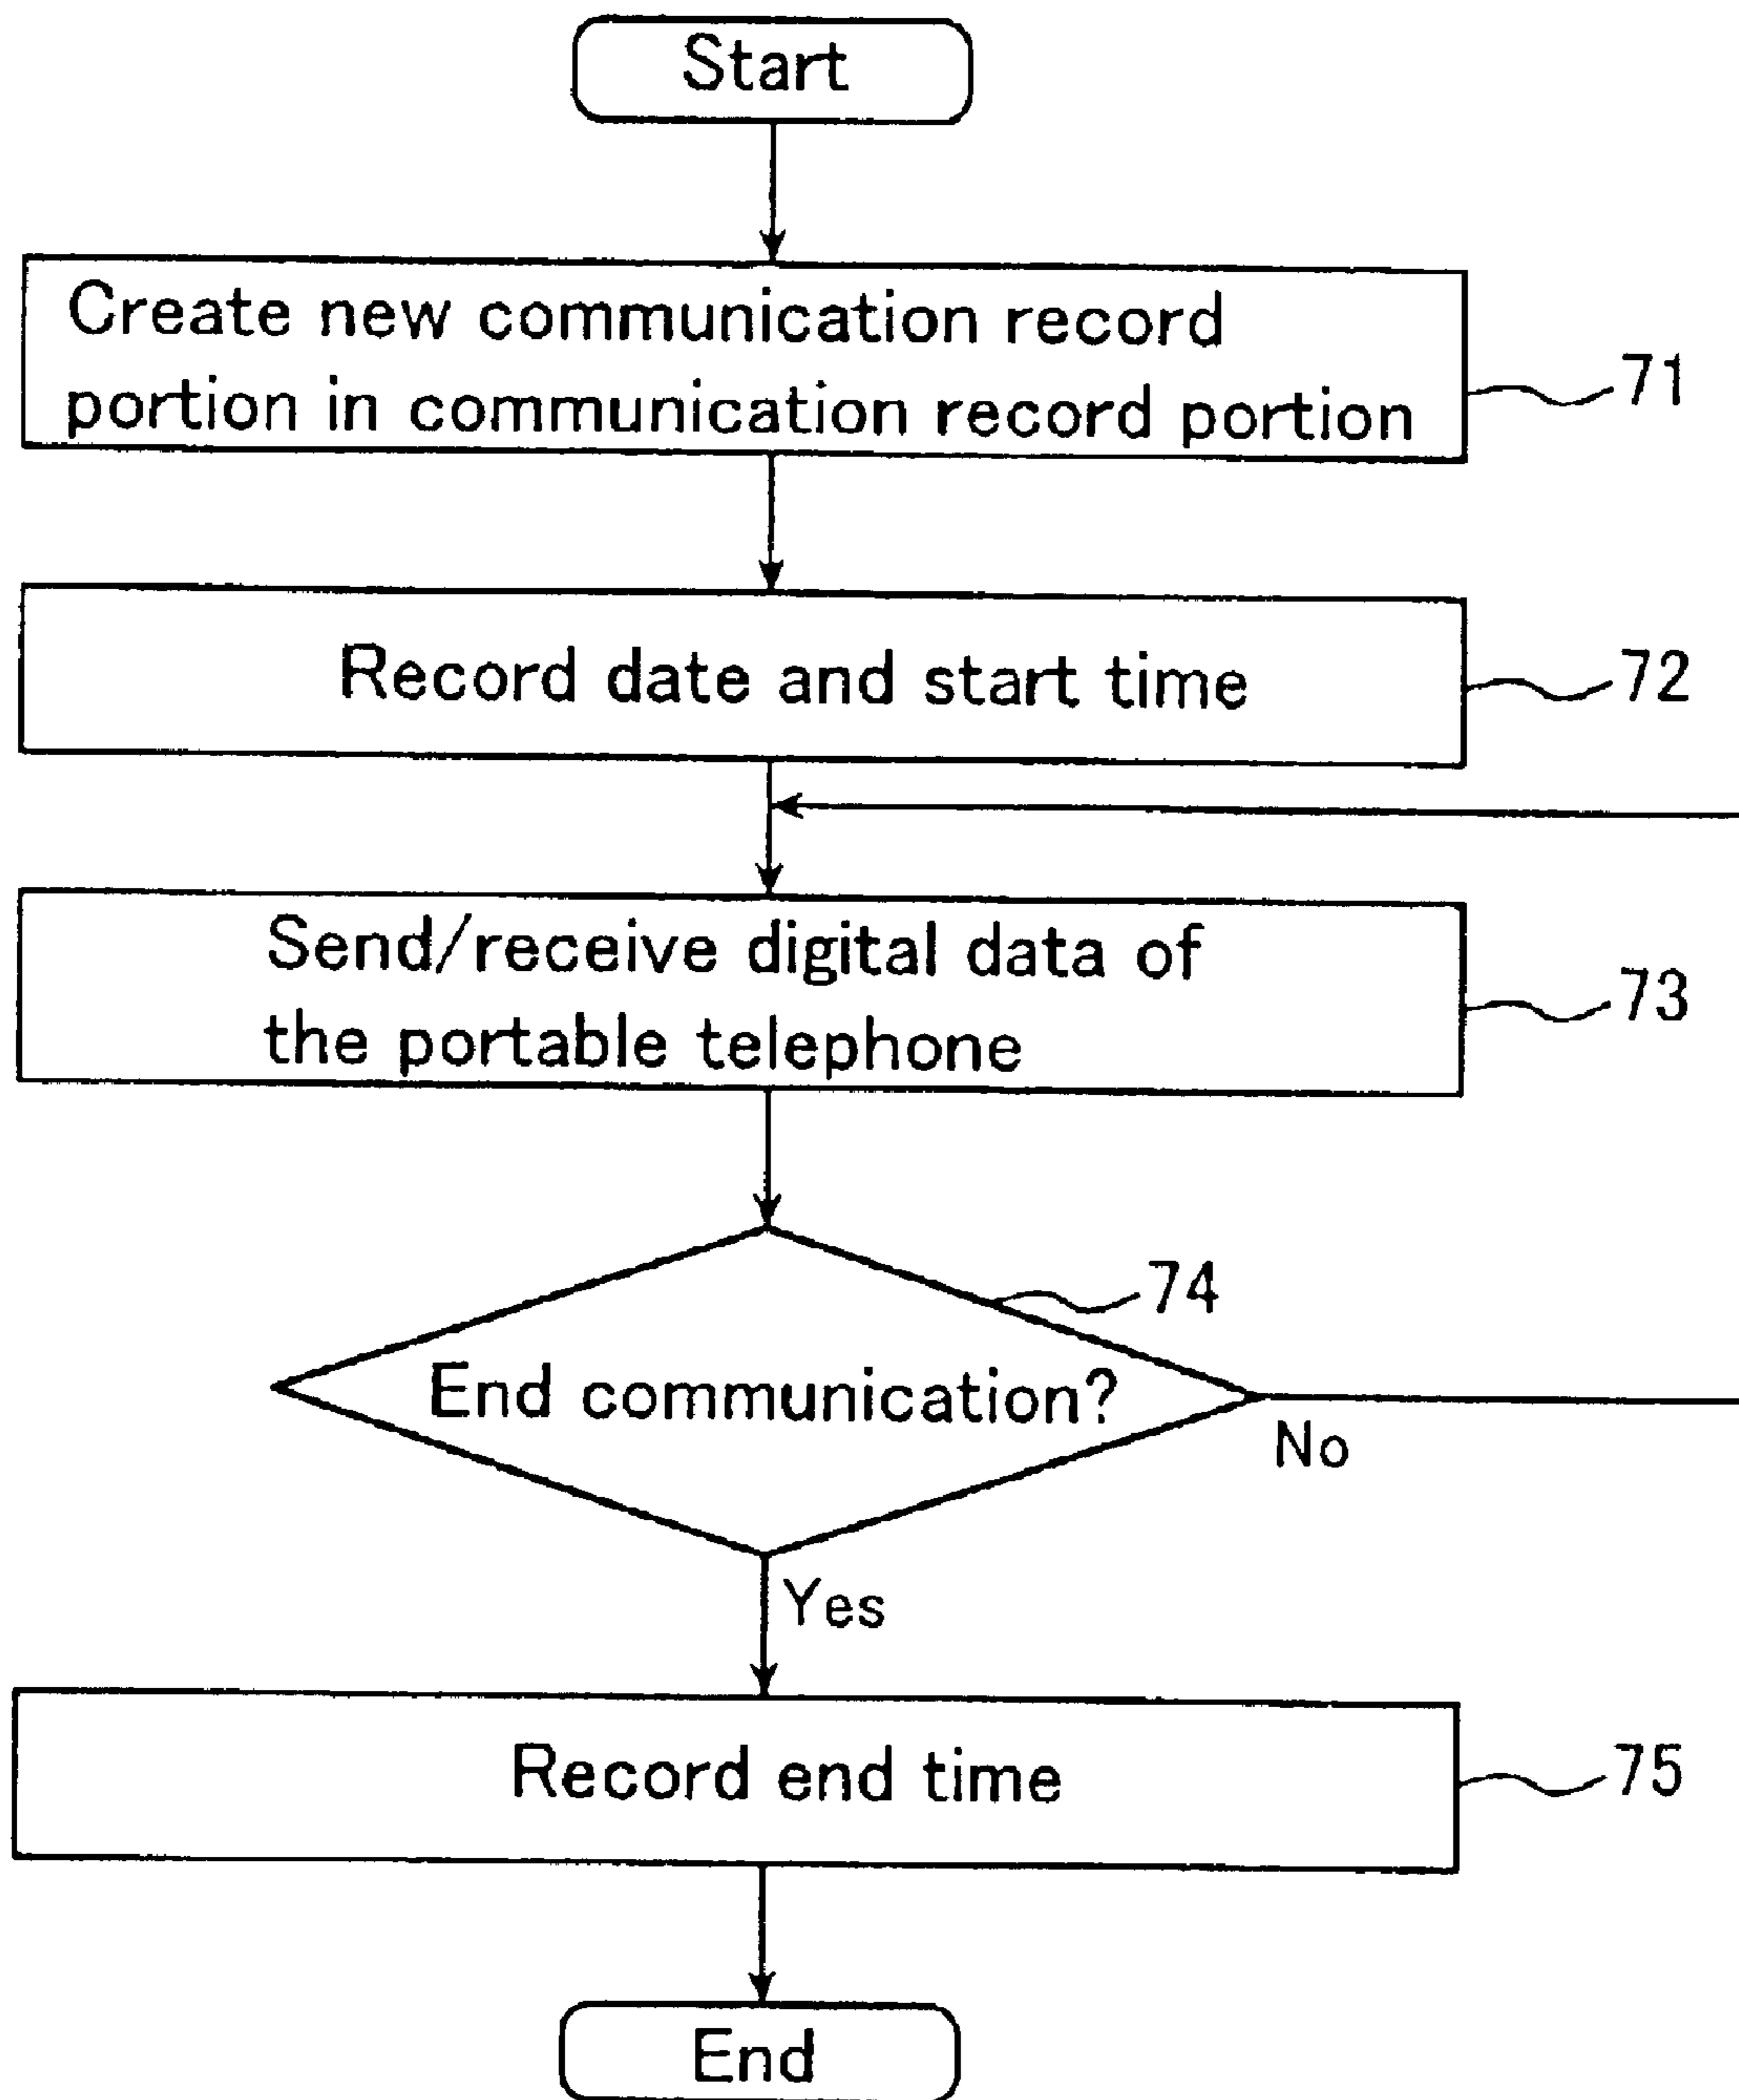 Start
Create new communication record
portion in communication record portion
71
Record date and start time
72
Send/receive digital data of
the portable telephone
73
74
End communication?
No
Yes
Record end time
75
End